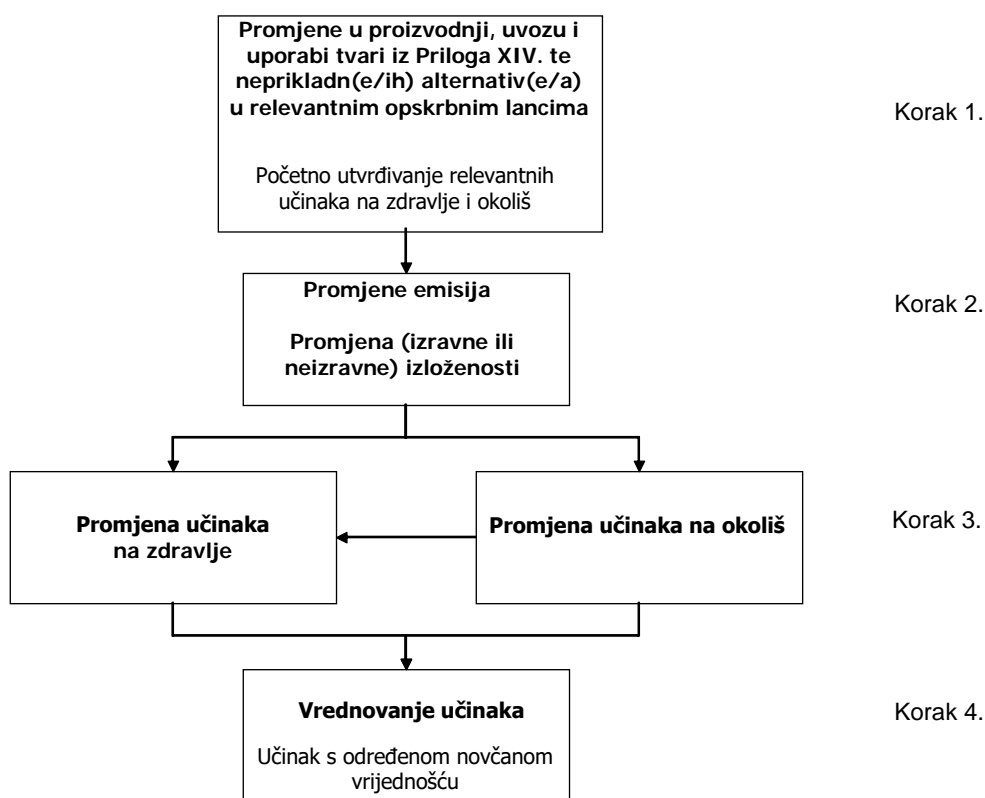 Promjene u proizvodnji, uvozu i
uporabi tvari iz Priloga XIV. te
neprikladn(e/ih) alternativ(e/a)
u relevantnim opskrbnim lancima
Početno utvrđivanje relevantnih
učinaka na zdravlje i okoliš
Korak 1.
Promjene emisija
Promjena (izravne ili
neizravne) izloženosti
Korak 2.
Promjena učinaka
na zdravlje
Promjena učinaka na okoliš
Korak 3.
Vrednovanje učinaka
Učinak s određenom novčanom
vrijednošću
Korak 4.